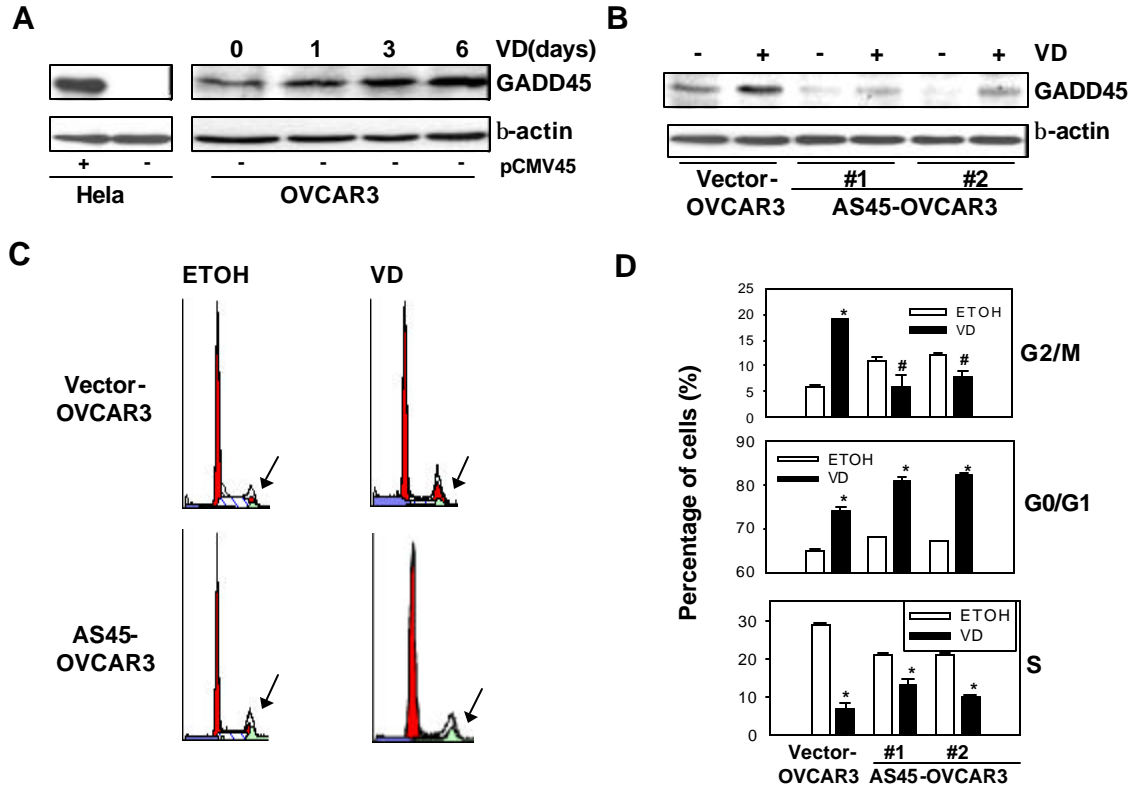 A
0 1 3 6 VD(days)
GADD45
b-actin
+ - - - - - pCMV45
Hela OVCAR3
B
- + - + - + VD
GADD45
b-actin
Vector-OVCAR3
#1 #2
AS45-OVCAR3
C
ETOH VD
Vector-
OVCAR3
AS45-
OVCAR3
D
Percentage of cells (%)
25
20
15
10
5
0
ETOH
VD
* # #
G2/M
90
80
70
60
ETOH
VD
* * *
G0/G1
30
20
10
0
ETOH
VD
* * *
S
Vector-
OVCAR3
#1 #2
AS45-OVCAR3